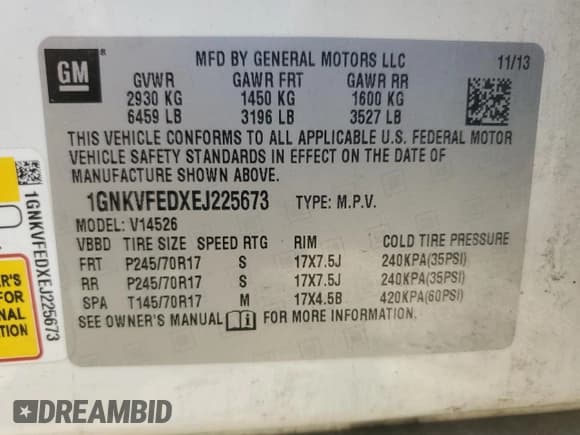 GM
MFD BY GENERAL MOTORS LLC 11/13
GVWR GAWR FRT GAWR RR
2930 KG 1450 KG 1600 KG
6459 LB 3196 LB 3527 LB
THIS VEHICLE CONFORMS TO ALL APPLICABLE U.S. FEDERAL MOTOR
VEHICLE SAFETY STANDARDS IN EFFECT ON THE DATE OF
MANUFACTURE SHOWN ABOVE.
1GNKVFEDXEJ225673 TYPE: M.P.V.
MODEL: V14526
VBBD TIRE SIZE SPEED RTG RIM COLD TIRE PRESSURE
FRT P245/70R17 S 17X7.5J 240KPA(35PSI)
RR P245/70R17 S 17X7.5J 240KPA(35PSI)
SPA T145/70R17 M 17X4.5B 420KPA(60PSI)
SEE OWNER'S MANUAL FOR MORE INFORMATION.
1GNKVFEDXEJ225673
ER'S
FOR
NAL
TION
DREAMBID